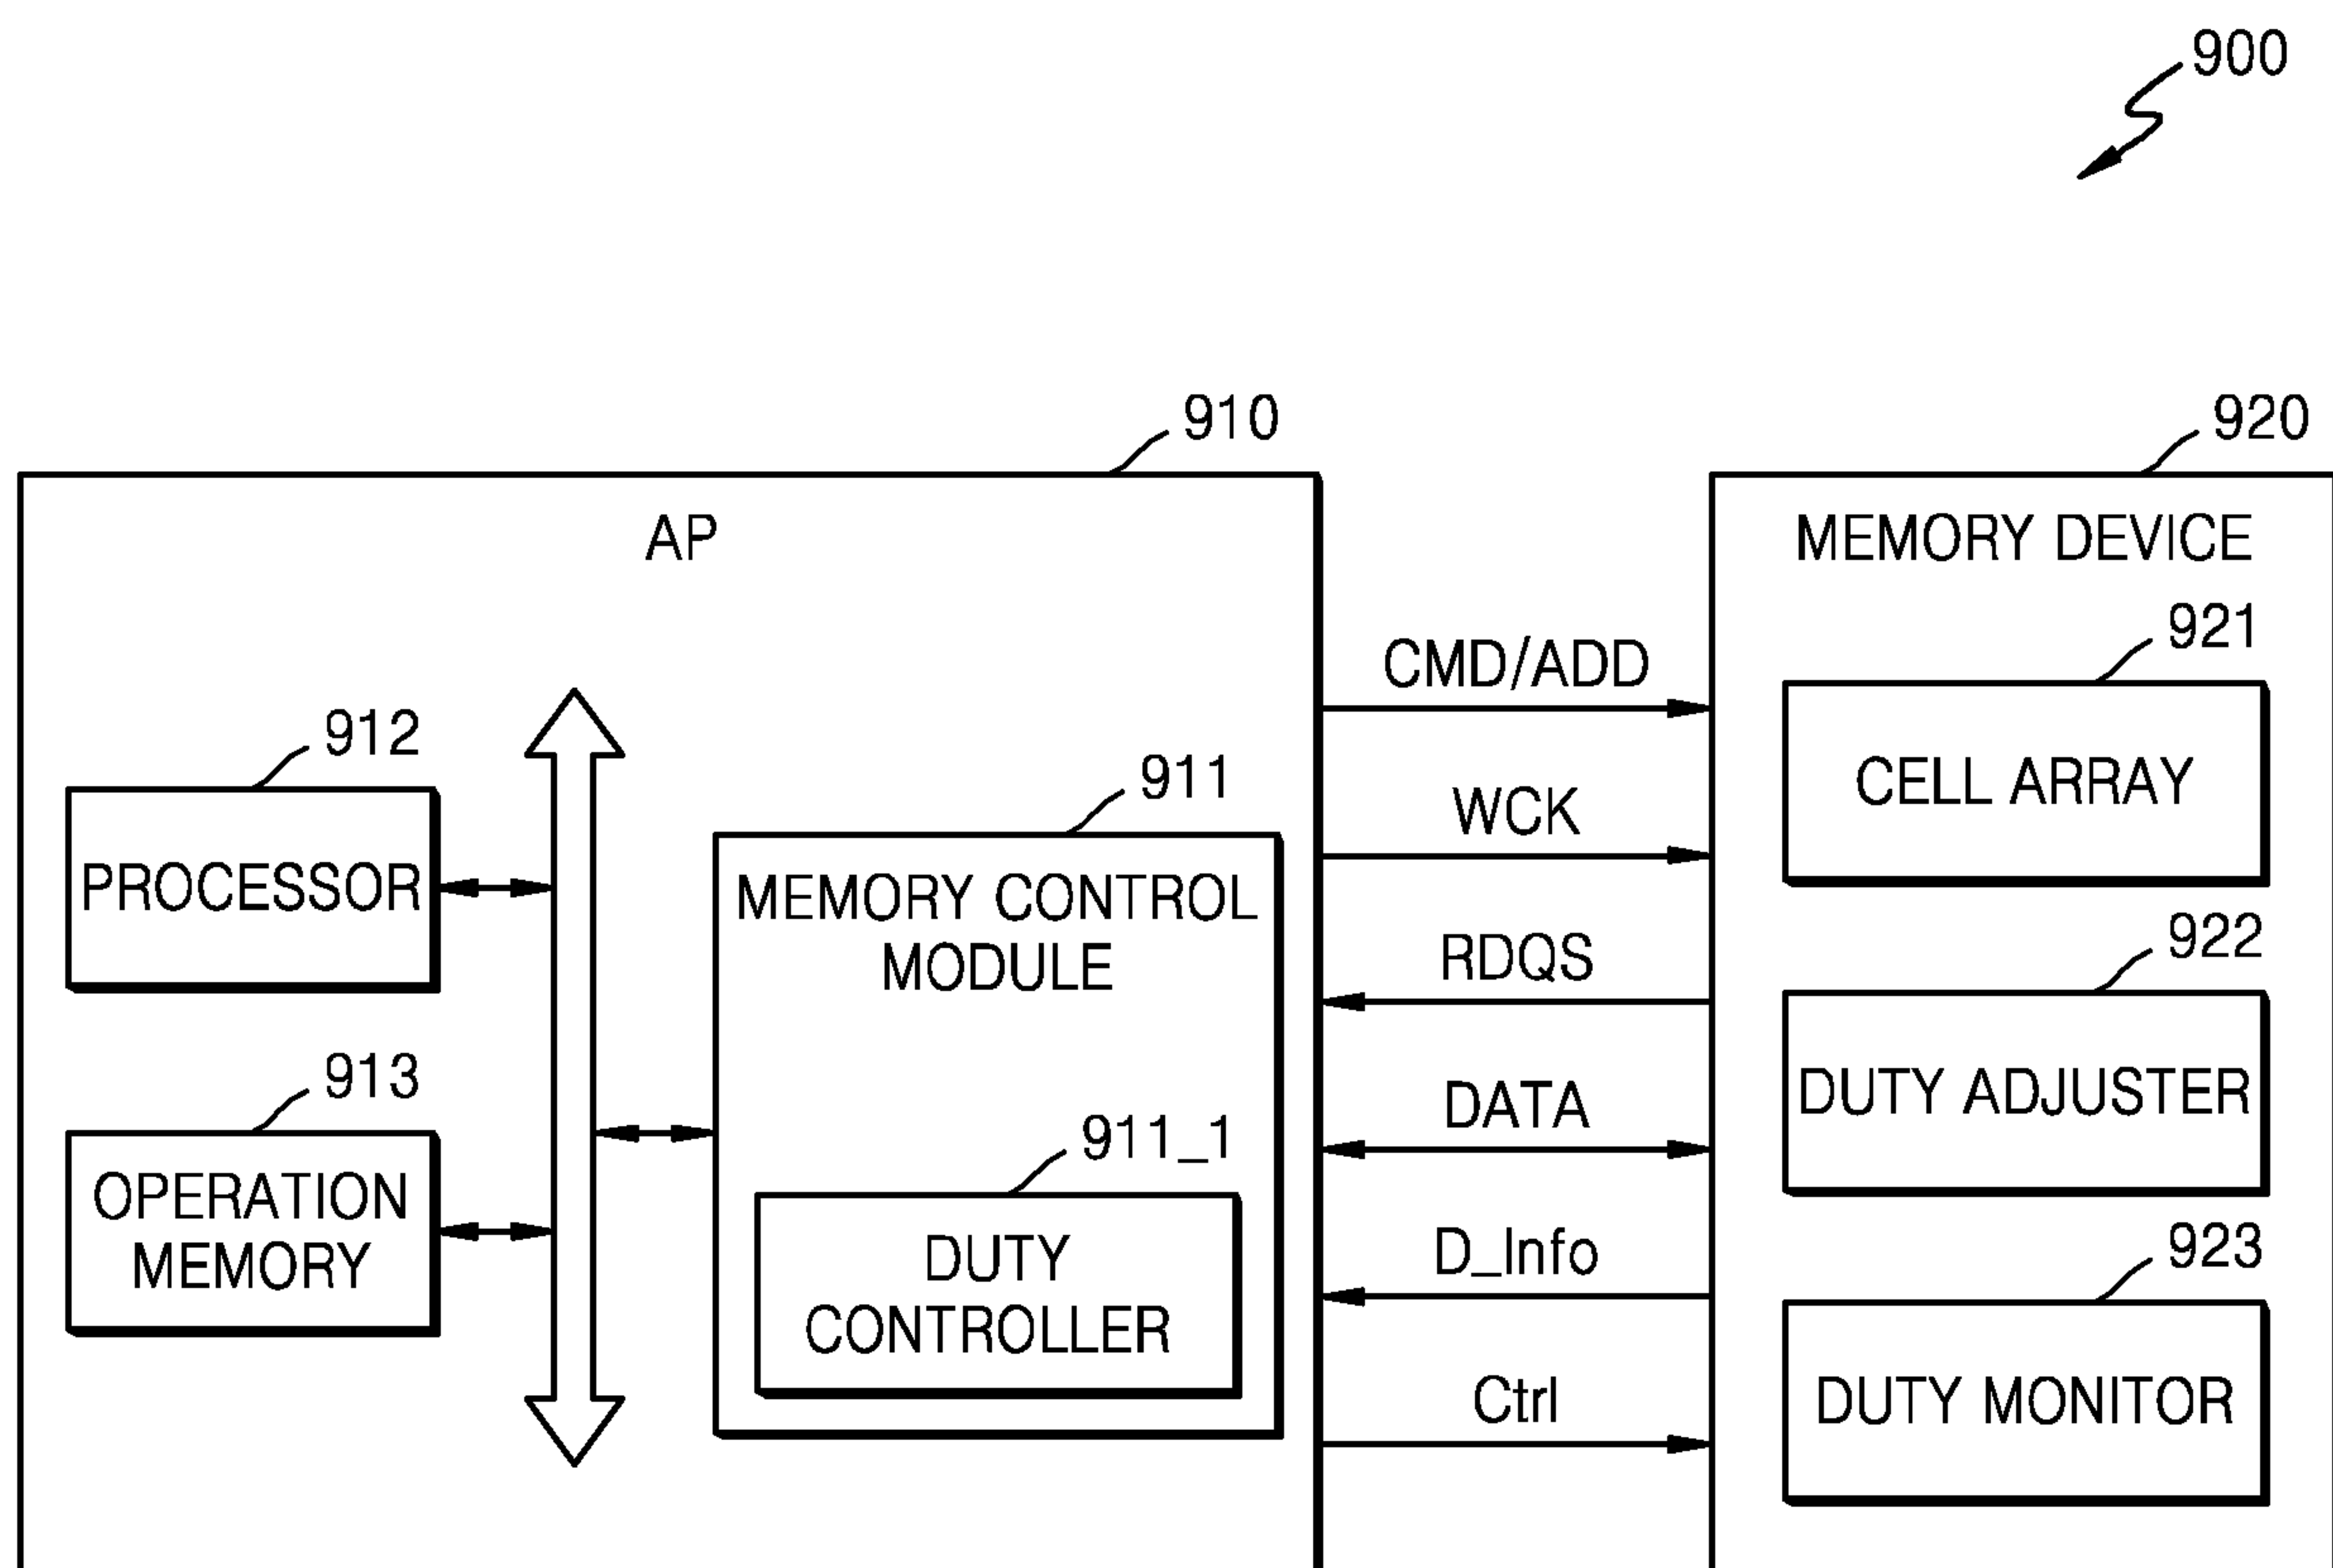 900
910
920
AP
MEMORY DEVICE
921
CMD/ADD
912
911
CELL ARRAY
WCK
PROCESSOR
MEMORY CONTROL
MODULE
922
RDQS
913
DUTY ADJUSTER
DATA
911_1
OPERATION
MEMORY
923
D_Info
DUTY
CONTROLLER
Ctrl
DUTY MONITOR